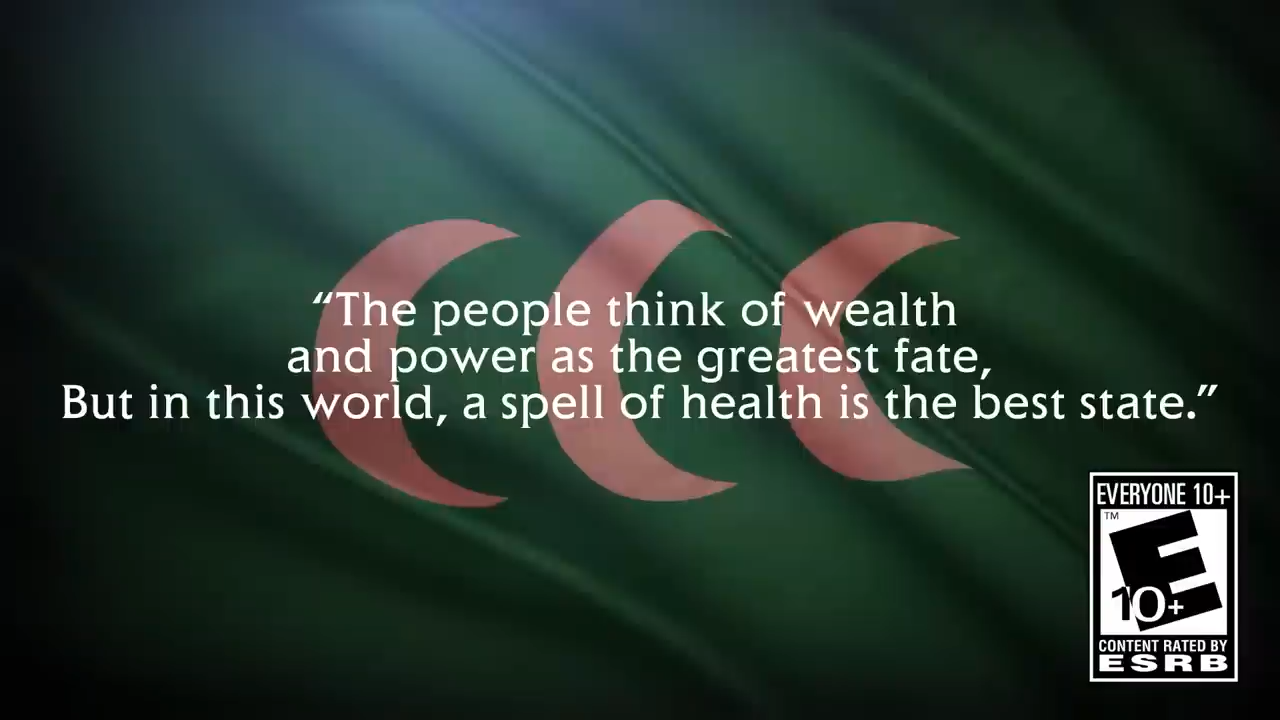 “The people think of wealth
and power as the greatest fate,
But in this world, a spell of health is the best state.”
EVERYONE 10+
TM
E
10+
CONTENT RATED BY
ESRB